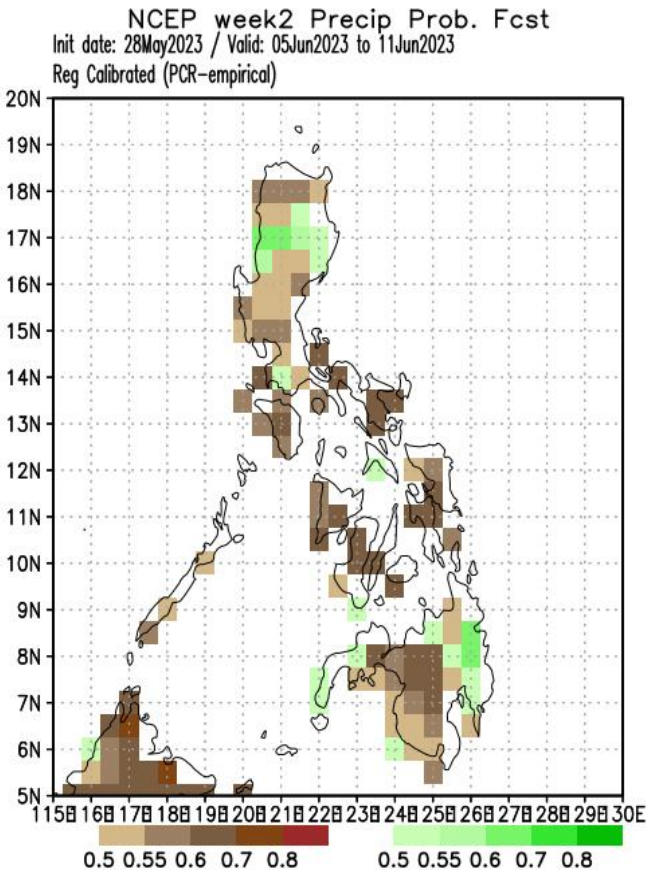 NCEP week2 Precip Prob. Fcst
Init date: 28May2023 / Valid: 05Jun2023 to 11Jun2023
Reg Calibrated (PCR-empirical)
20N
19N
18N
17N
16N
15N
14N
13N
12N
11N
10N
9N
8N
7N
6N
5N
115E 116E 117E 118E 119E 120E 121E 122E 123E 124E 125E 126E 127E 128E 129E 130E
0.5 0.55 0.6 0.7 0.8 0.5 0.55 0.6 0.7 0.8